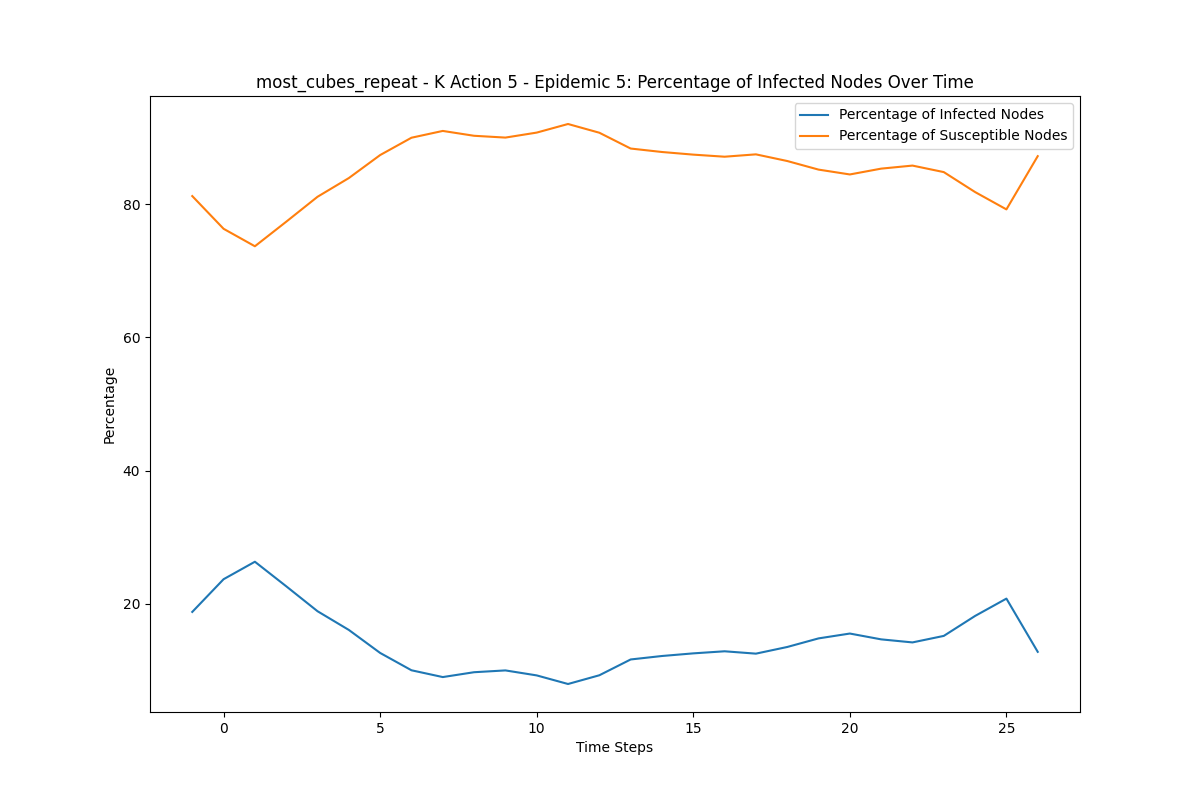 most_cubes_repeat - K Action 5 - Epidemic 5: Percentage of Infected Nodes Over Time
Percentage of Infected Nodes
Percentage of Susceptible Nodes
80
60
40
20
Percentage
0 5 10 15 20 25
Time Steps